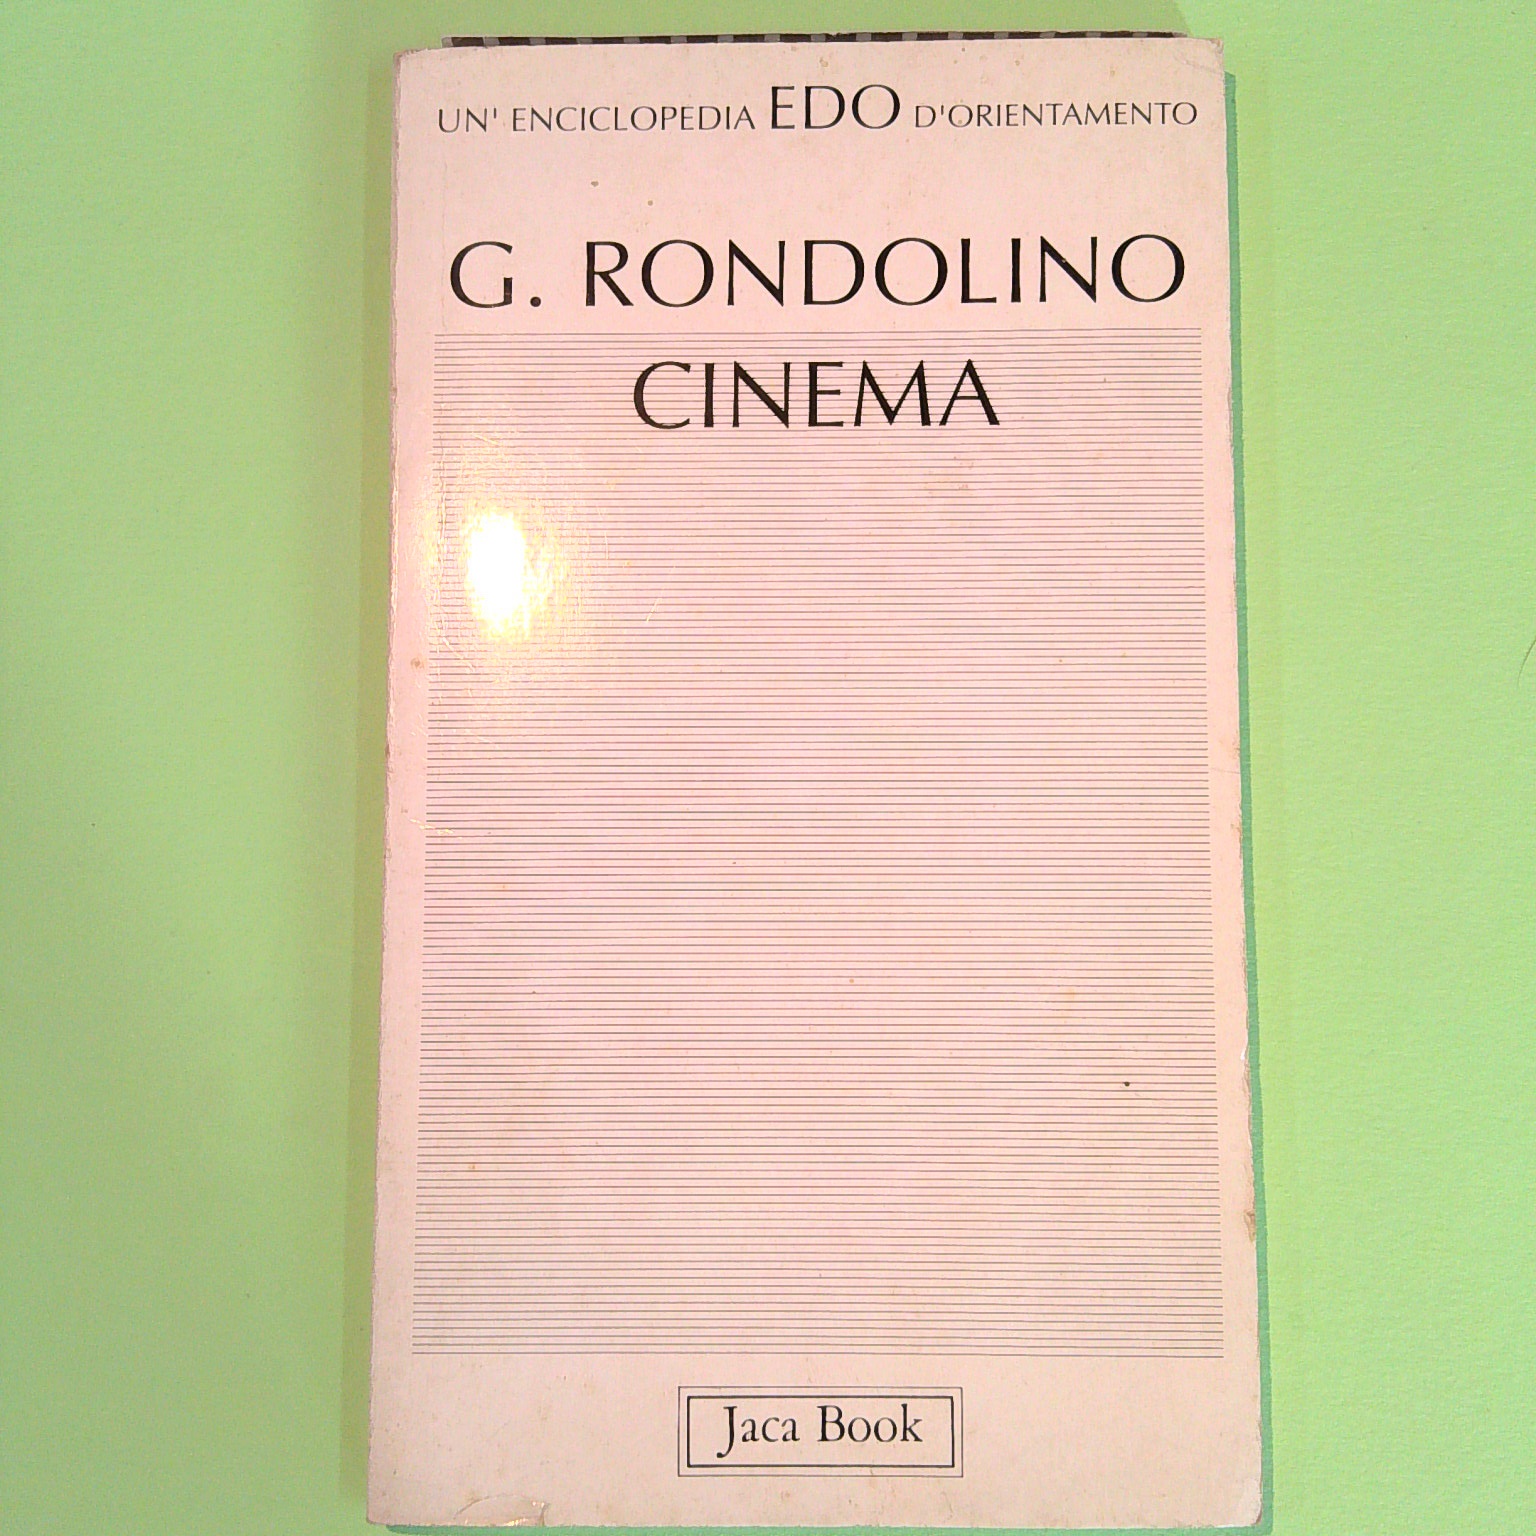 UN' ENCICLOPEDIA EDO D'ORIENTAMENTO
G. RONDOLINO
CINEMA
Jaca Book